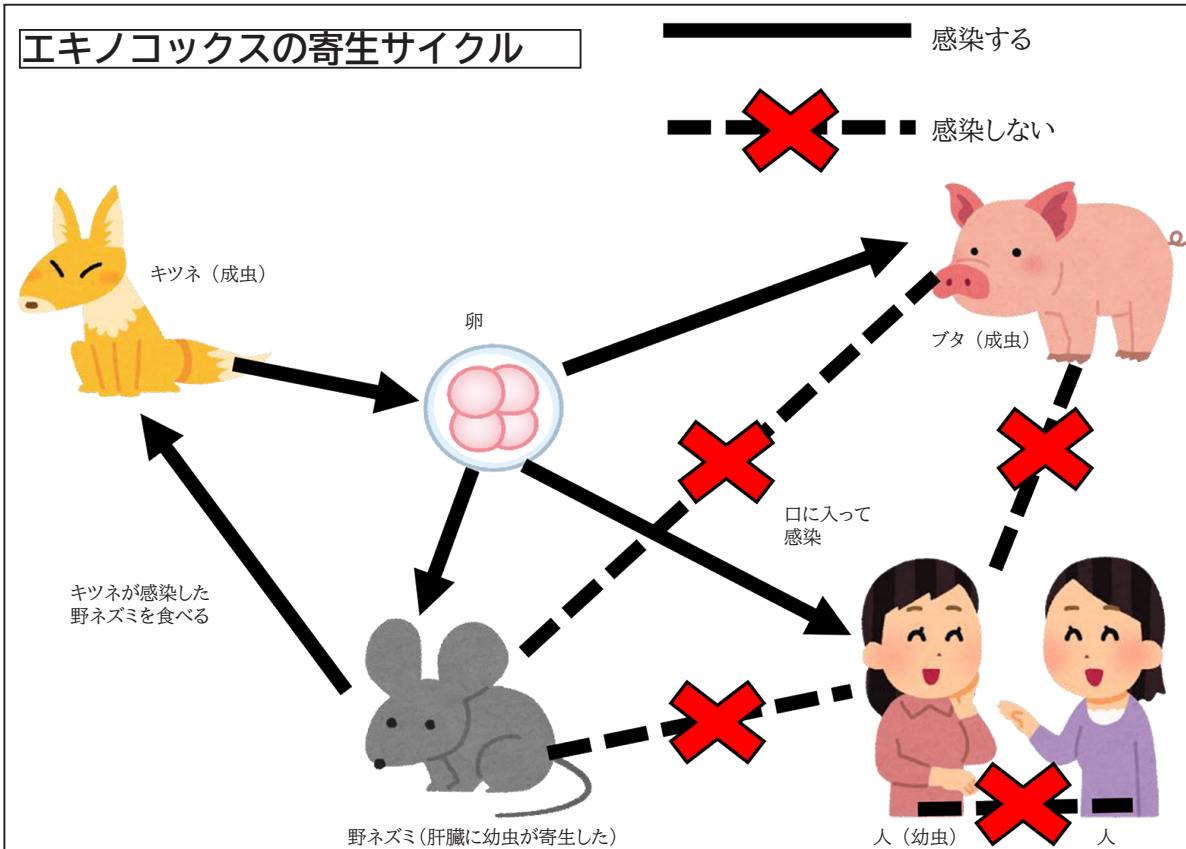 エキノコックスの寄生サイクル
感染する
感染しない
キツネ（成虫）
卵
ブタ（成虫）
口に入って
感染
キツネが感染した
野ネズミを食べる
野ネズミ（肝臓に幼虫が寄生した）
人（幼虫）
人